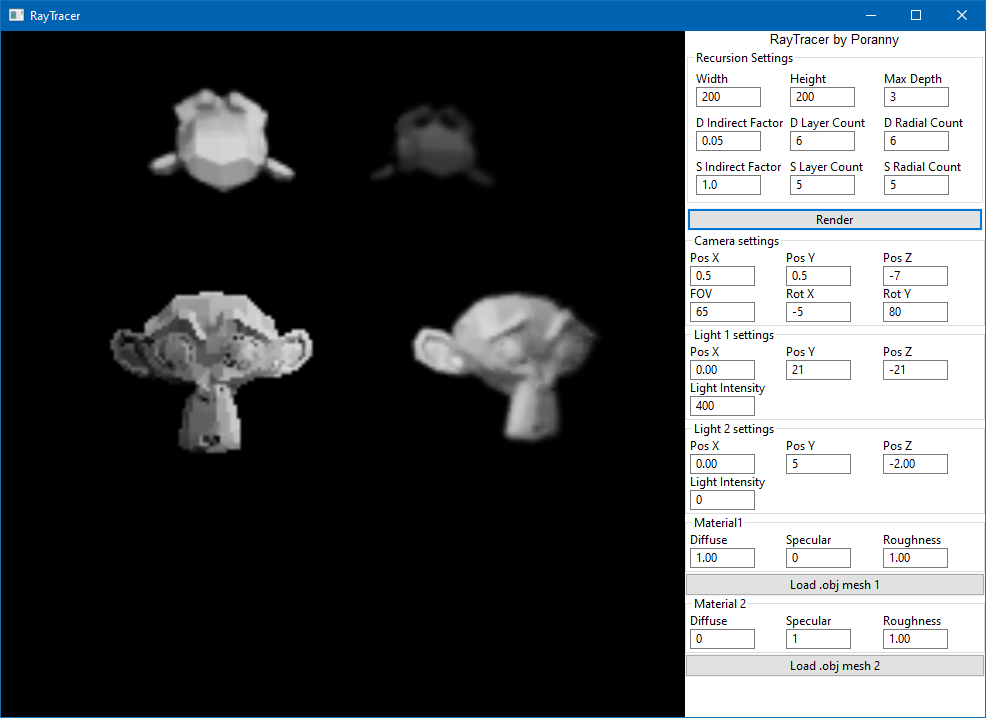 RayTracer
RayTracer by Poranny
Recursion Settings
Width Height Max Depth
200 200 3
D Indirect Factor D Layer Count D Radial Count
0.05 6 6
S Indirect Factor S Layer Count S Radial Count
1.0 5 5
Render
Camera settings
Pos X Pos Y Pos Z
0.5 0.5 -7
FOV Rot X Rot Y
65 -5 80
Light 1 settings
Pos X Pos Y Pos Z
0.00 21 -21
Light Intensity
400
Light 2 settings
Pos X Pos Y Pos Z
0.00 5 -2.00
Light Intensity
0
Material1
Diffuse Specular Roughness
1.00 0 1.00
Load .obj mesh 1
Material 2
Diffuse Specular Roughness
0 1 1.00
Load .obj mesh 2